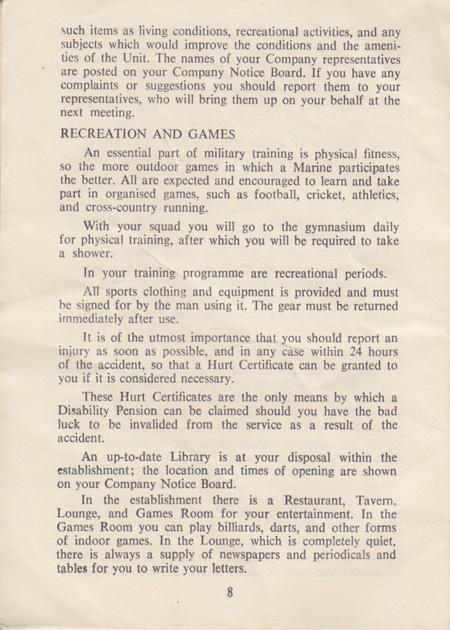 such items as living conditions, recreational activities, and any
subjects which would improve the conditions and the ameni-
ties of the Unit. The names of your Company representatives
are posted on your Company Notice Board. If you have any
complaints or suggestions you should report them to your
representatives, who will bring them up on your behalf at the
next meeting.
RECREATION AND GAMES
An essential part of military training is physical fitness,
so the more outdoor games in which a Marine participates
the better. All are expected and encouraged to learn and take
part in organised games, such as football, cricket, athletics,
and cross-country running.
With your squad you will go to the gymnasium daily
for physical training, after which you will be required to take
a shower.
In your training programme are recreational periods.
All sports clothing and equipment is provided and must
be signed for by the man using it. The gear must be returned
immediately after use.
It is of the utmost importance that you should report an
injury as soon as possible, and in any case within 24 hours
of the accident, so that a Hurt Certificate can be granted to
you if it is considered necessary.
These Hurt Certificates are the only means by which a
Disability Pension can be claimed should you have the bad
luck to be invalided from the service as a result of the
accident.
An up-to-date Library is at your disposal within the
establishment; the location and times of opening are shown
on your Company Notice Board.
In the establishment there is a Restaurant, Tavern,
Lounge, and Games Room for your entertainment. In the
Games Room you can play billiards, darts, and other forms
of indoor games. In the Lounge, which is completely quiet,
there is always a supply of newspapers and periodicals and
tables for you to write your letters.
8